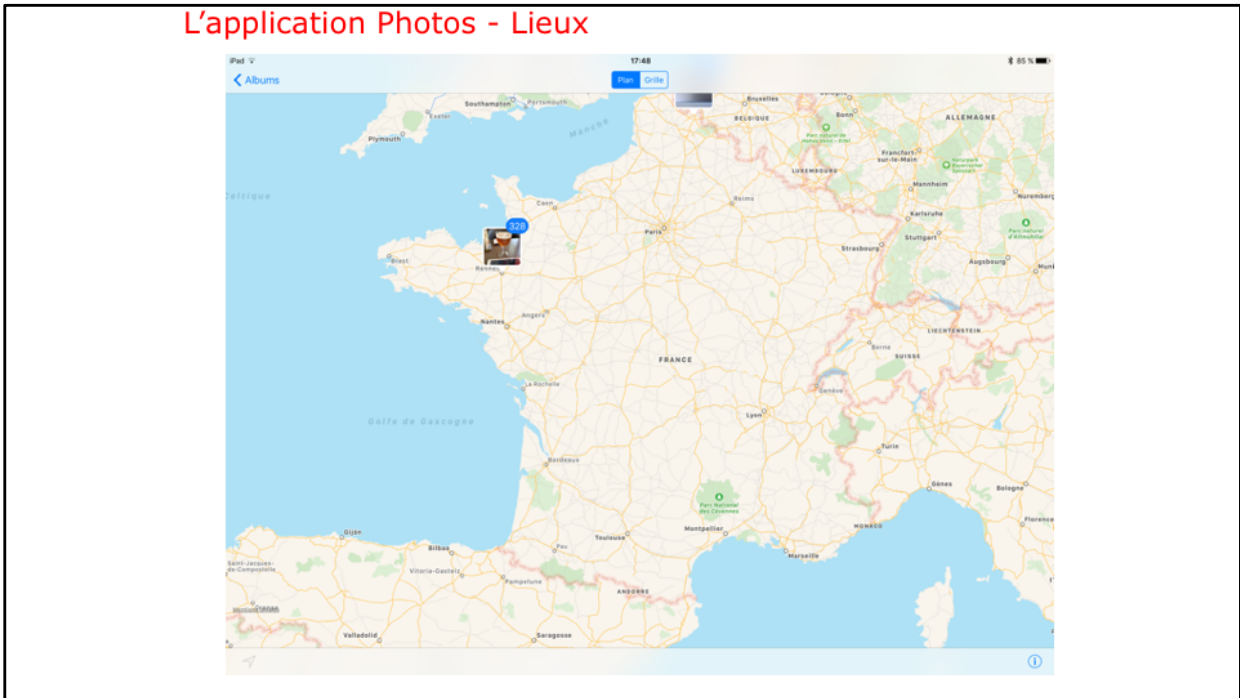 L'application Photos - Lieux
iPad
17:48
85 %
Albums
Plan
Grille
Southampton
Portsmouth
Exeter
Plymouth
Manche
Bruxelles
BELGIQUE
Bonn
ALLEMAGNE
Francfort-
sur-le-Main
LUXEMBOURG
Mannheim
Nuremberg
Celtique
Caen
Reims
Karlsruhe
328
Paris
Stuttgart
Parc naturel
d'Altmühltal
Strasbourg
Brest
Rennes
Augsbourg
Muni
Angers
Nantes
LIECHTENSTEIN
Berne
SUISSE
FRANCE
La Rochelle
Genève
Lyon
Golfe de Gascogne
Turin
Bordeaux
Gênes
Bologne
Parc National
des Cévennes
Florence
Montpellier
MONACO
Gijón
Toulouse
Bilbao
Pau
Marseille
Saint-Jacques-
de-Compostelle
Vitoria-Gasteiz
Pampelune
ANDORRE
Valladolid
Saragosse